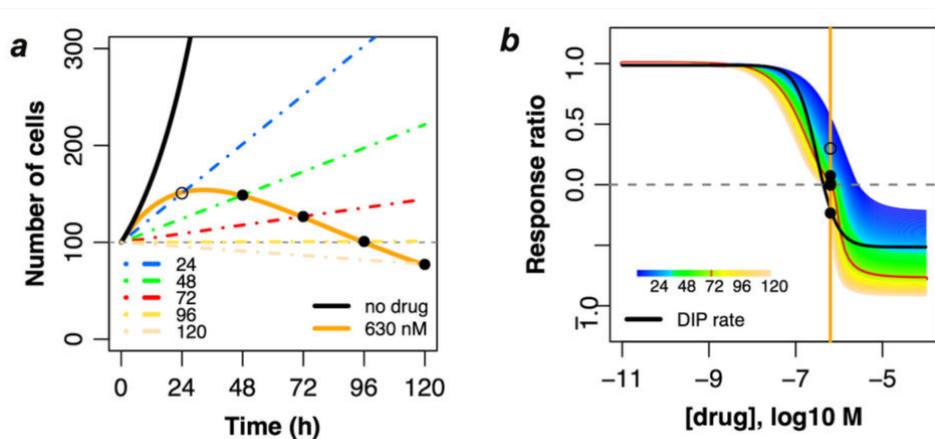 a
Number of cells
300
200
100
0
24
48
72
96
120
no drug
630 nM
0 24 48 72 96 120
Time (h)
b
Response ratio
1.0
0.5
0.0
1.0
24 48 72 96 120
DIP rate
−11 −9 −7 −5
[drug], log10 M